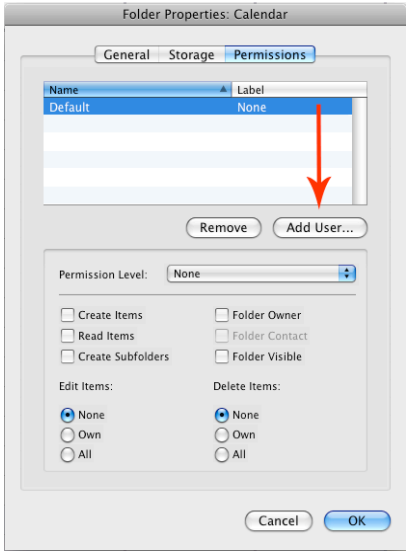 Folder Properties: Calendar
General Storage Permissions
Name Label
Default None
Remove Add User...
Permission Level: None
Create Items Folder Owner
Read Items Folder Contact
Create Subfolders Folder Visible
Edit Items: Delete Items:
None None
Own Own
All All
Cancel OK